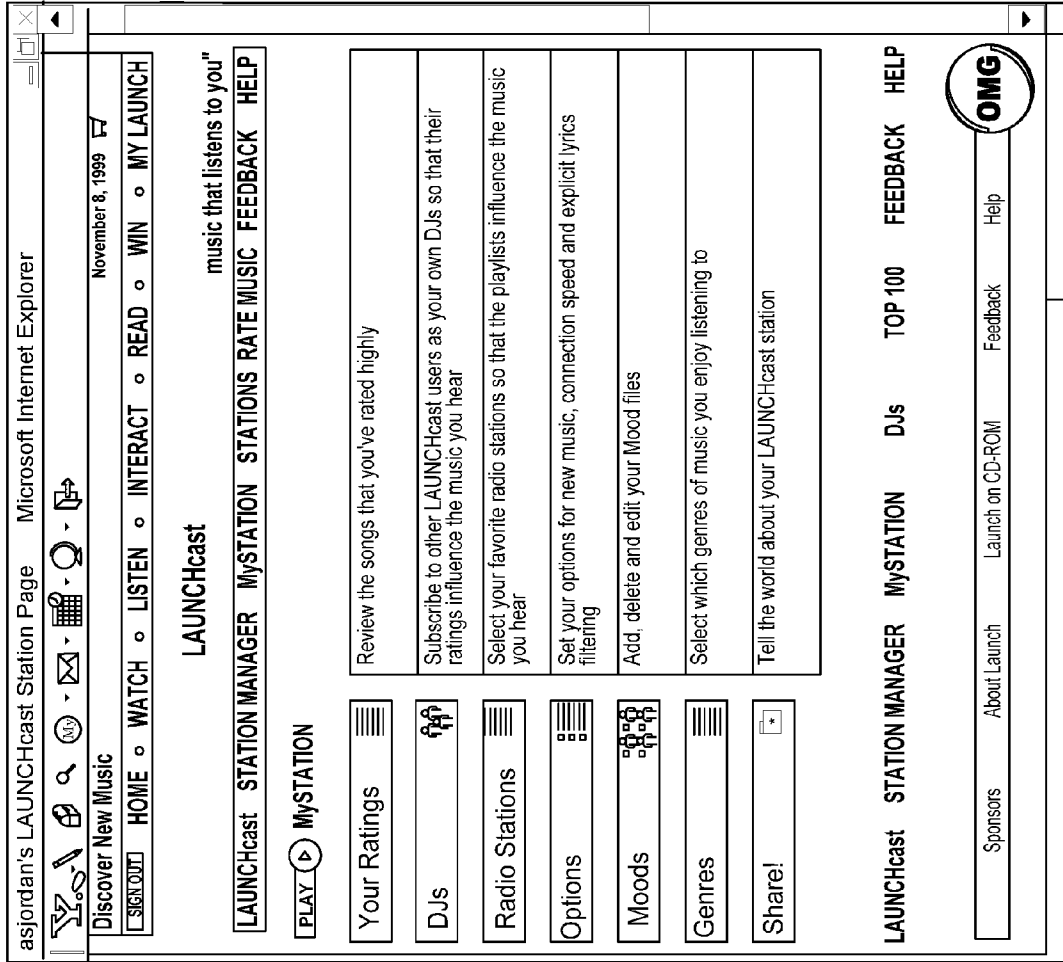 asjordan's LAUNCHcast Station Page Microsoft Internet Explorer
Y! My
Discover New Music November 8, 1999
SIGN OUT HOME o WATCH o LISTEN o INTERACT o READ o WIN o MY LAUNCH
LAUNCHcast music that listens to you"
LAUNCHcast STATION MANAGER MySTATION STATIONS RATE MUSIC FEEDBACK HELP
PLAY MySTATION
Your Ratings Review the songs that you've rated highly
DJs Subscribe to other LAUNCHcast users as your own DJs so that their
ratings influence the music you hear
Radio Stations Select your favorite radio stations so that the playlists influence the music
you hear
Options Set your options for new music, connection speed and explicit lyrics
filtering
Moods Add, delete and edit your Mood files
Genres Select which genres of music you enjoy listening to
Share! Tell the world about your LAUNCHcast station
LAUNCHcast STATION MANAGER MySTATION DJs TOP 100 FEEDBACK HELP
Sponsors About Launch Launch on CD-ROM Feedback Help OMG